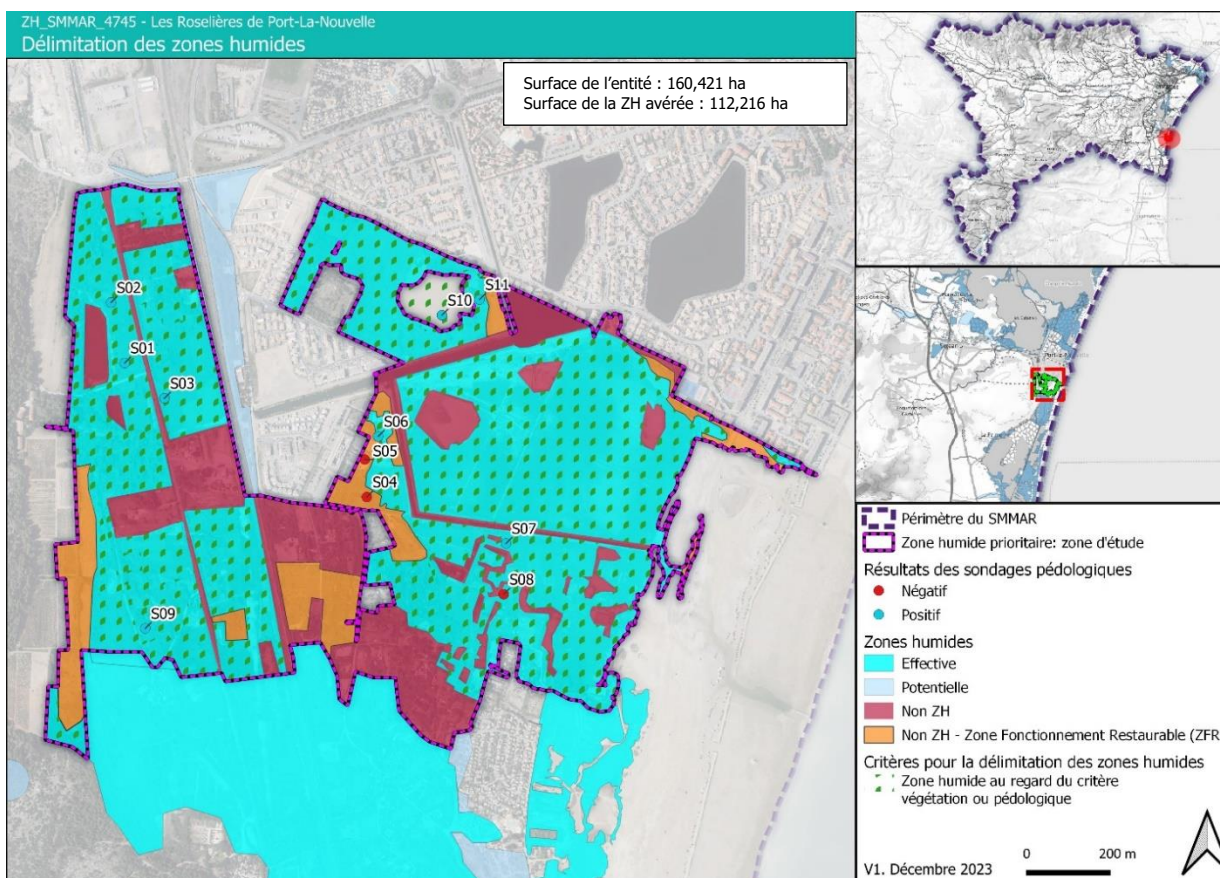 ZH_SMMAR_4745 - Les Roselières de Port-La-Nouvelle
Délimitation des zones humides
Surface de l'entité : 160,421 ha
Surface de la ZH avérée : 112,216 ha
S11
S10
S02
S01
S03
S06
S05
S04
S07
S08
S09
Périmètre du SMMAR
Zone humide prioritaire: zone d'étude
Résultats des sondages pédologiques
Négatif
Positif
Zones humides
Effective
Potentielle
Non ZH
Non ZH - Zone Fonctionnement Restaurable (ZFR
Critères pour la délimitation des zones humides
Zone humide au regard du critère
végétation ou pédologique
0 200 m
V1. Décembre 2023